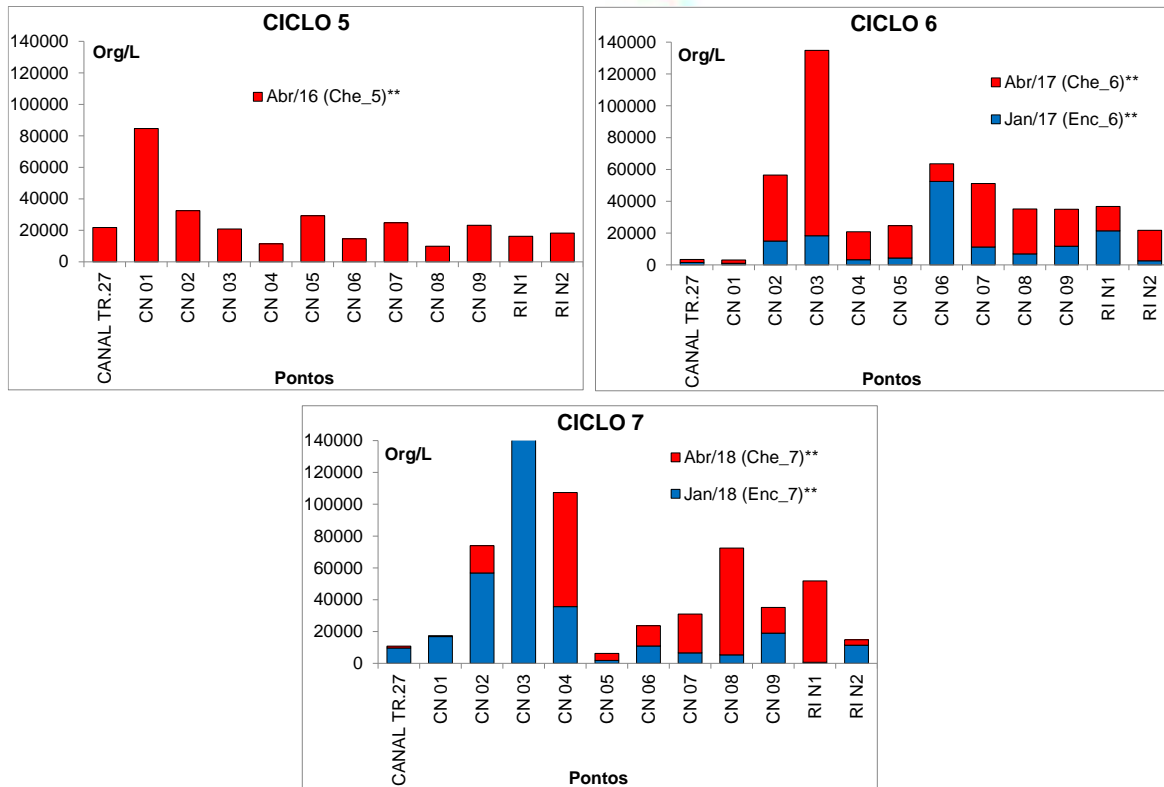 CICLO 5
Org/L
140000
120000
100000
80000
60000
40000
20000
0
Abr/16 (Che_5)**
CANAL TR.27
CN 01
CN 02
CN 03
CN 04
CN 05
CN 06
CN 07
CN 08
CN 09
RI N1
RI N2
Pontos
CICLO 6
Org/L
140000
120000
100000
80000
60000
40000
20000
0
Abr/17 (Che_6)**
Jan/17 (Enc_6)**
CANAL TR.27
CN 01
CN 02
CN 03
CN 04
CN 05
CN 06
CN 07
CN 08
CN 09
RI N1
RI N2
Pontos
CICLO 7
Org/L
140000
120000
100000
80000
60000
40000
20000
0
Abr/18 (Che_7)**
Jan/18 (Enc_7)**
CANAL TR.27
CN 01
CN 02
CN 03
CN 04
CN 05
CN 06
CN 07
CN 08
CN 09
RI N1
RI N2
Pontos